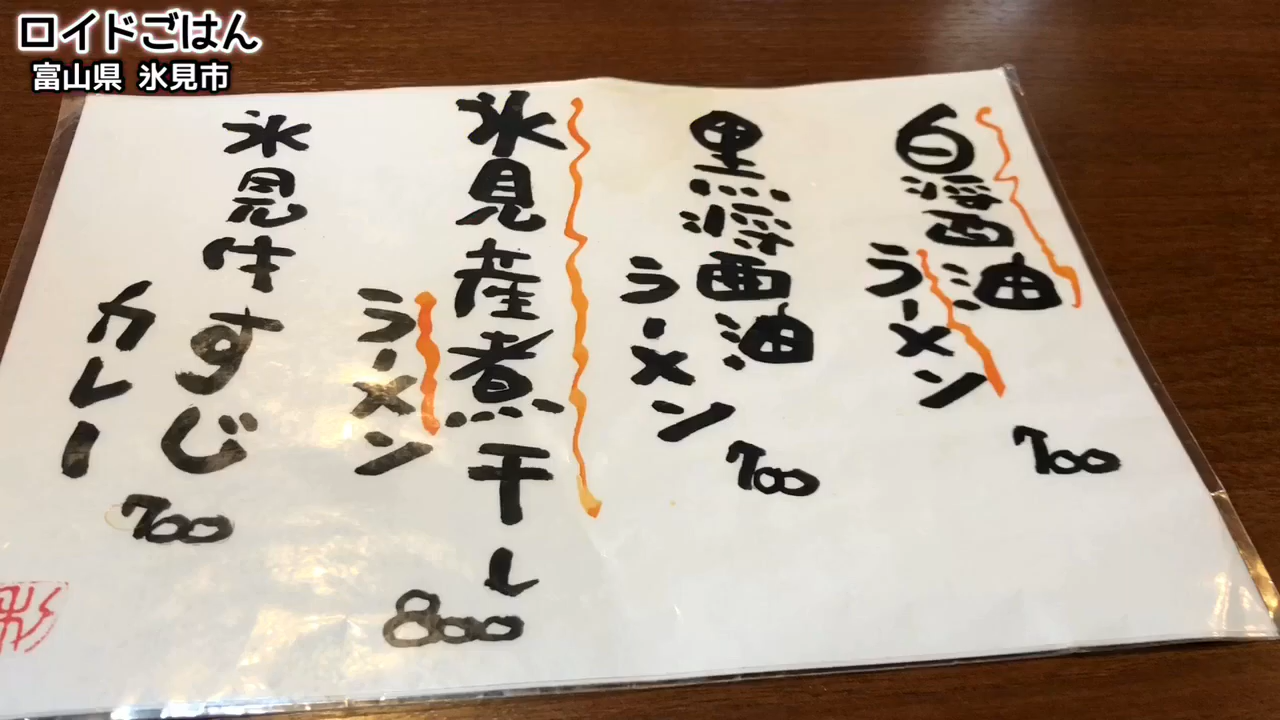 ロイドごはん
富山県 氷見市
白醤油
ラーメン
700
黒醤油
ラーメン
700
氷見産煮干し
ラーメン
800
氷見牛すじ
カレー
700